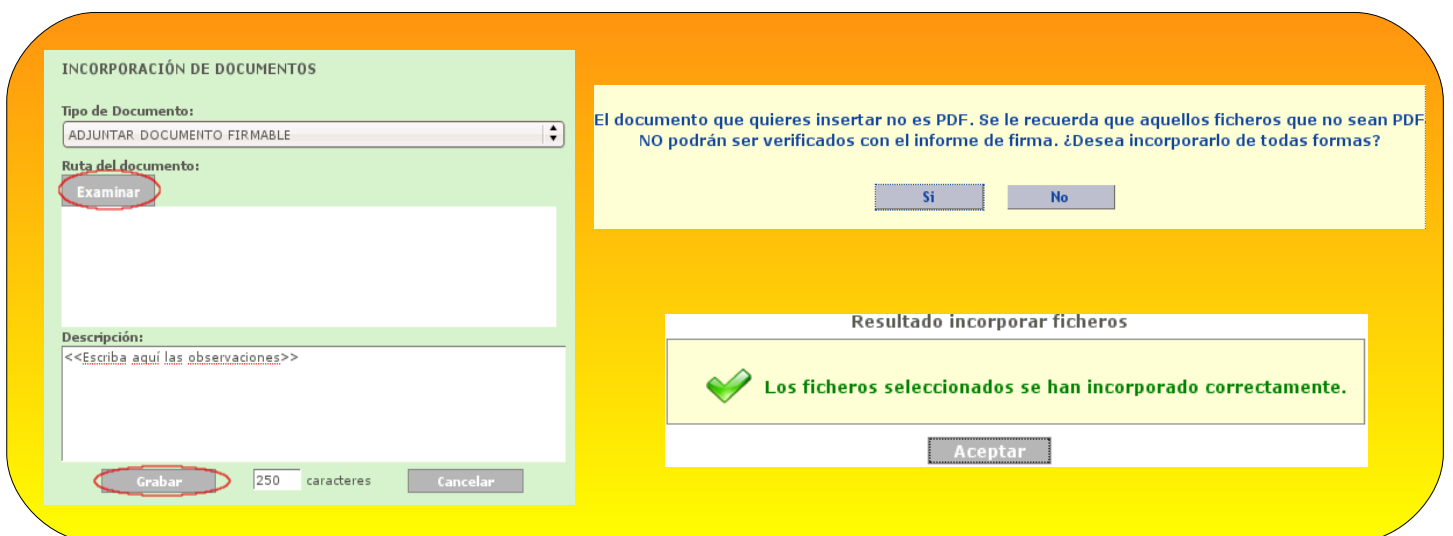 INCORPORACIÓN DE DOCUMENTOS
Tipo de Documento:
ADJUNTAR DOCUMENTO FIRMABLE
Ruta del documento:
Examinar
Descripción:
<<Escriba aquí las observaciones>>
Grabar 250 caracteres Cancelar
El documento que quieres insertar no es PDF. Se le recuerda que aquellos ficheros que no sean PDF
NO podrán ser verificados con el informe de firma. ¿Desea incorporarlo de todas formas?
Si No
Resultado incorporar ficheros
Los ficheros seleccionados se han incorporado correctamente.
Aceptar